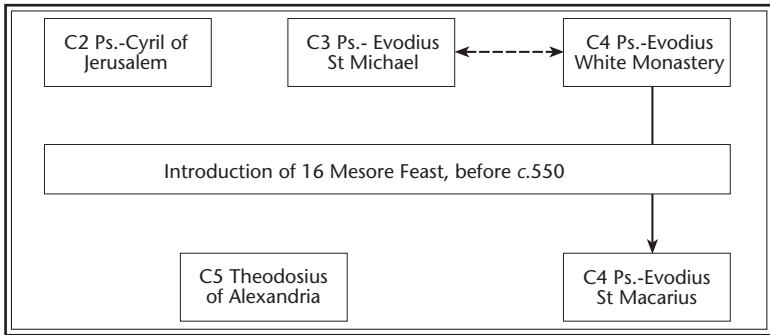 C2 Ps.-Cyril of
Jerusalem
C3 Ps.- Evodius
St Michael
C4 Ps.-Evodius
White Monastery
Introduction of 16 Mesore Feast, before c.550
C5 Theodosius
of Alexandria
C4 Ps.-Evodius
St Macarius